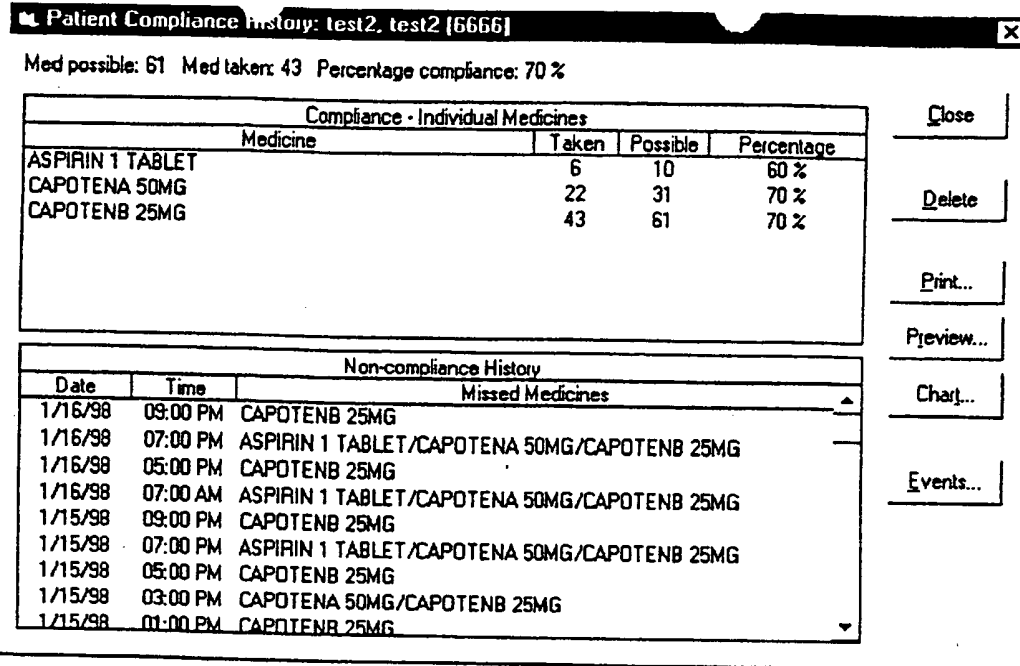 Patient Compliance History: test2, test2 [6666]
Med possible: 61 Med taken: 43 Percentage compliance: 70 %
Compliance - Individual Medicines
Medicine Taken Possible Percentage
ASPIRIN 1 TABLET 6 10 60 %
CAPOTENA 50MG 22 31 70 %
CAPOTENB 25MG 43 61 70 %
Close
Delete
Print...
Preview...
Chart...
Events...
Non-compliance History
Date Time Missed Medicines
1/16/98 09:00 PM CAPOTENB 25MG
1/16/98 07:00 PM ASPIRIN 1 TABLET/CAPOTENA 50MG/CAPOTENB 25MG
1/16/98 05:00 PM CAPOTENB 25MG
1/16/98 07:00 AM ASPIRIN 1 TABLET/CAPOTENA 50MG/CAPOTENB 25MG
1/15/98 09:00 PM CAPOTENB 25MG
1/15/98 07:00 PM ASPIRIN 1 TABLET/CAPOTENA 50MG/CAPOTENB 25MG
1/15/98 05:00 PM CAPOTENB 25MG
1/15/98 03:00 PM CAPOTENA 50MG/CAPOTENB 25MG
1/15/98 01:00 PM CAPOTENB 25MG